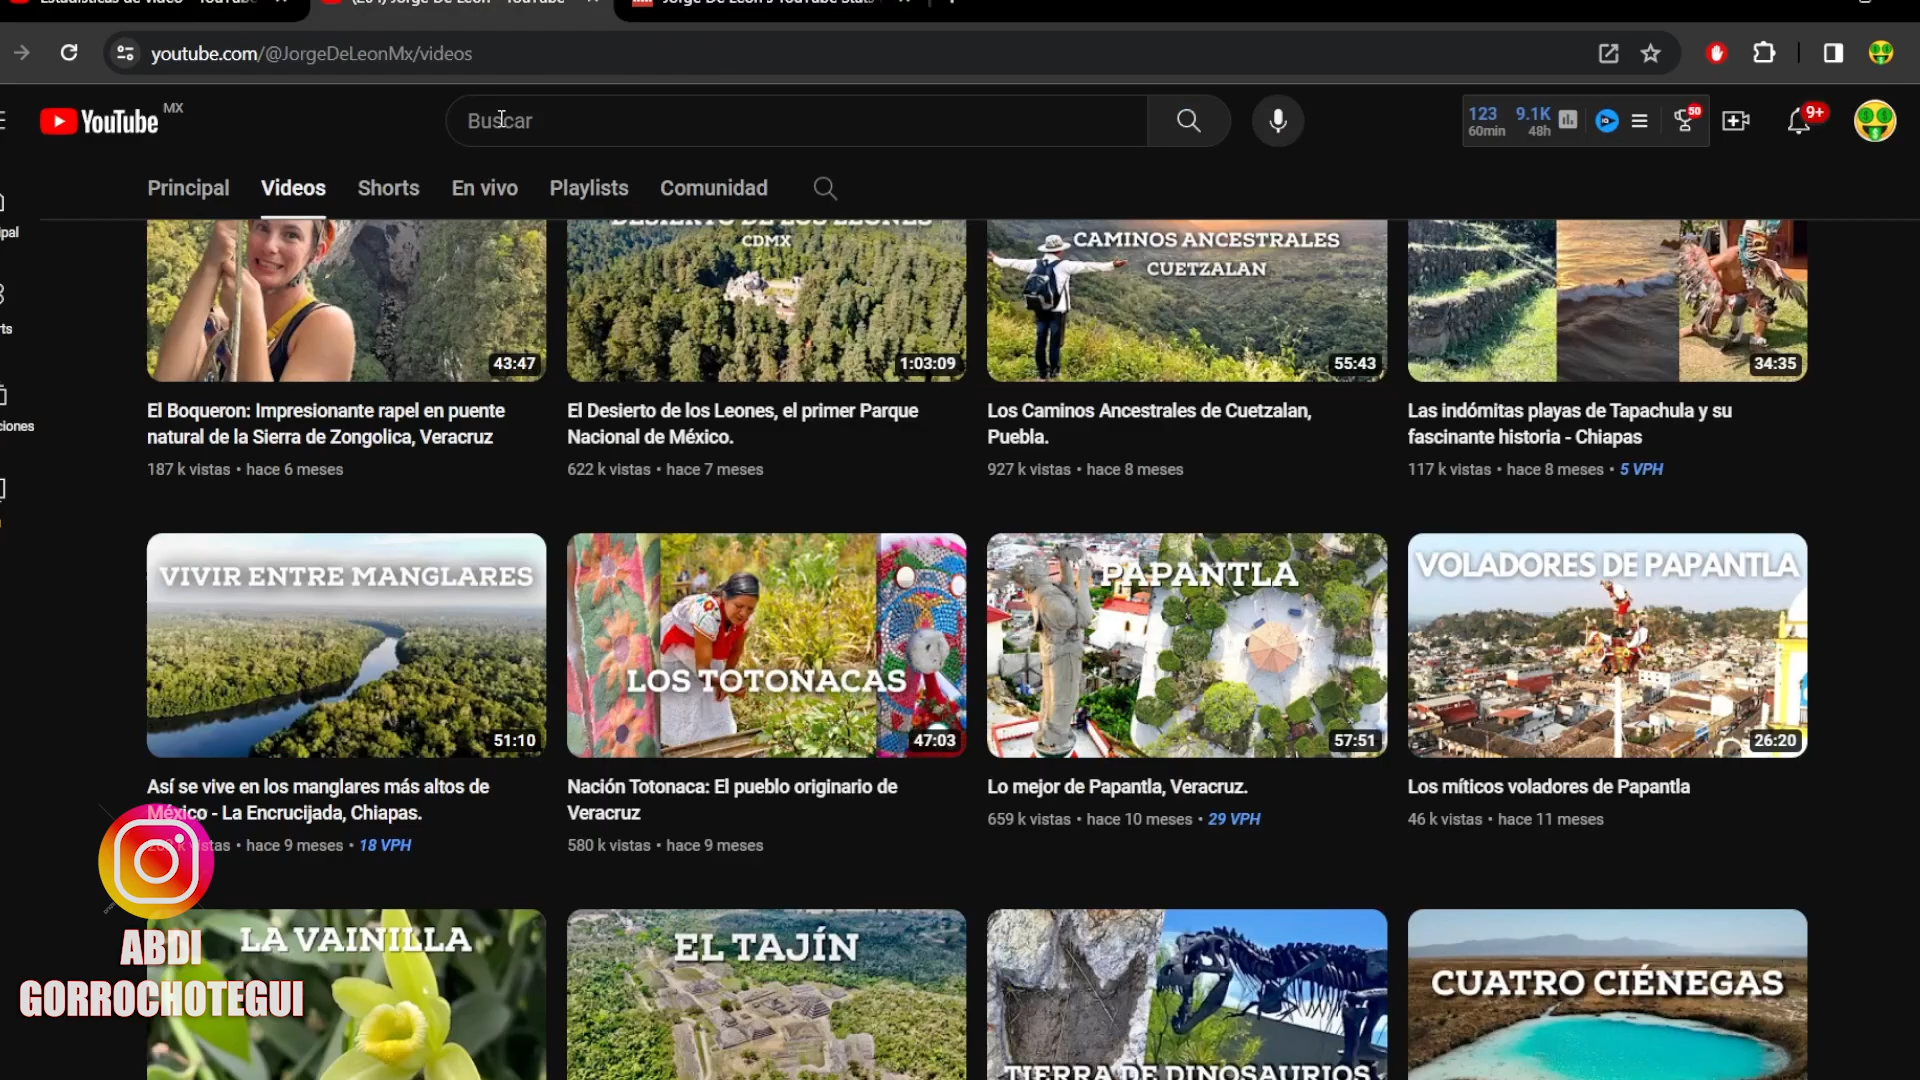 youtube.com/@JorgeDeLeonMx/videos
YouTube MX
Buscar
123 9.1K
60min 48h
50
9+
Principal Videos Shorts En vivo Playlists Comunidad
CDMX
CAMINOS ANCESTRALES
CUETZALAN
43:47
1:03:09
55:43
34:35
El Boqueron: Impresionante rapel en puente
natural de la Sierra de Zongolica, Veracruz
187 k vistas • hace 6 meses
El Desierto de los Leones, el primer Parque
Nacional de México.
622 k vistas • hace 7 meses
Los Caminos Ancestrales de Cuetzalan,
Puebla.
927 k vistas • hace 8 meses
Las indómitas playas de Tapachula y su
fascinante historia - Chiapas
117 k vistas • hace 8 meses • 5 VPH
VIVIR ENTRE MANGLARES
51:10
LOS TOTONACAS
47:03
PAPANTLA
57:51
VOLADORES DE PAPANTLA
26:20
Así se vive en los manglares más altos de
México - La Encrucijada, Chiapas.
hace 9 meses • 18 VPH
Nación Totonaca: El pueblo originario de
Veracruz
580 k vistas • hace 9 meses
Lo mejor de Papantla, Veracruz.
659 k vistas • hace 10 meses • 29 VPH
Los míticos voladores de Papantla
46 k vistas • hace 11 meses
LA VAINILLA
EL TAJÍN
TIERRA DE DINOSAURIOS
CUATRO CIÉNEGAS
ABDI
GORROCHOTEGUI